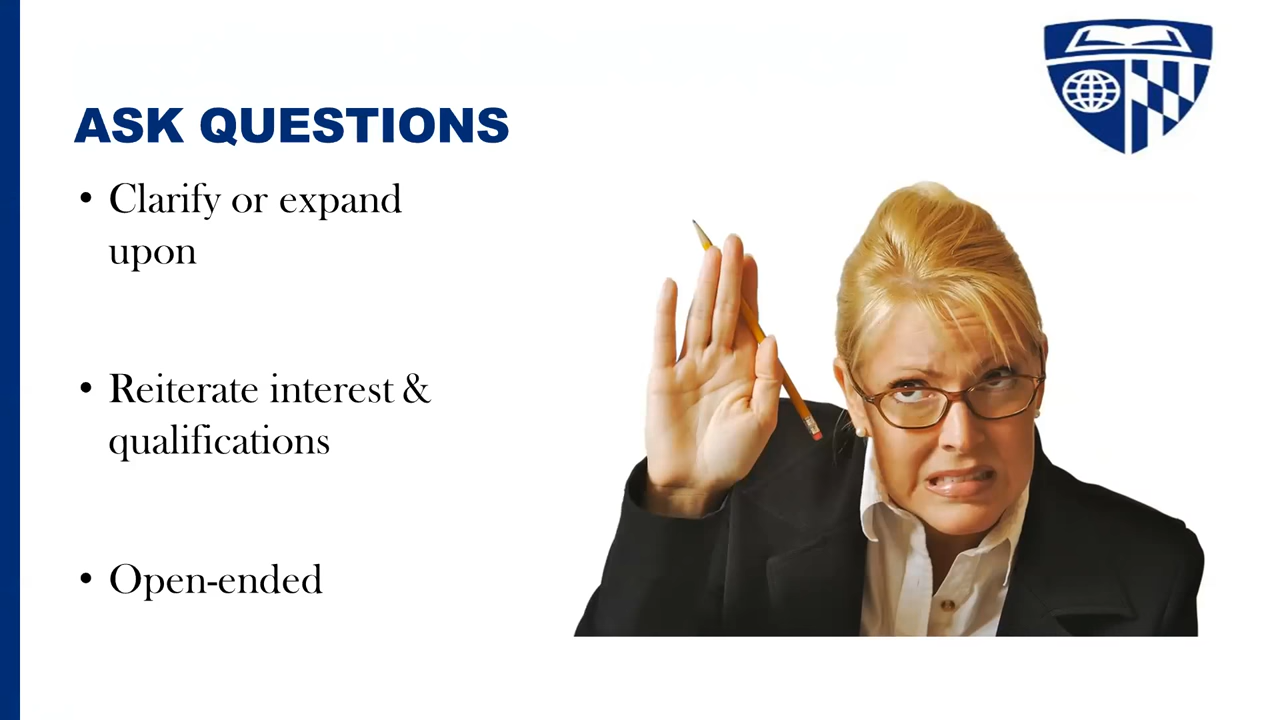 ASK QUESTIONS
• Clarify or expand
upon
• Reiterate interest &
qualifications
• Open-ended